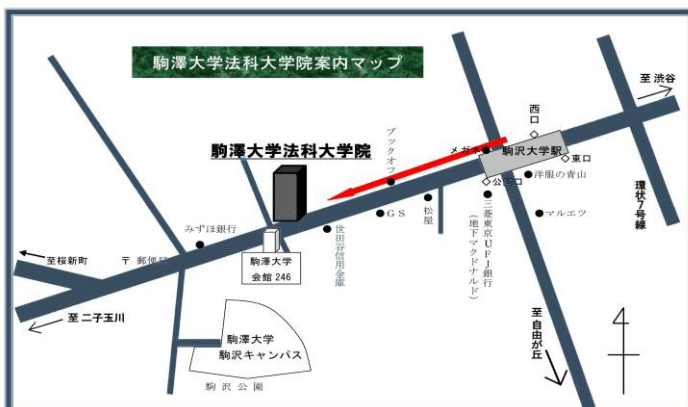 駒澤大学法科大学院案内マップ
至 渋谷
西口
ブックオフ
メガネ
駒沢大学駅
東口
駒澤大学法科大学院
公園口
洋服の青山
環状7号線
松屋
GS
マルエツ
三菱東京UFJ銀行
(地下マクドナルド)
世田谷信用金庫
みずほ銀行
至桜新町
〒 郵便局
駒澤大学
会館 246
至 二子玉川
至 自由が丘
駒澤大学
駒沢キャンパス
駒沢公園